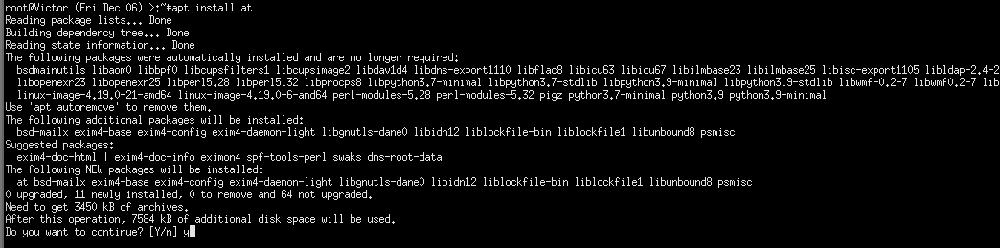 root@Victor (Fri Dec 06) >:~#apt install at
Reading package lists... Done
Building dependency tree... Done
Reading state information... Done
The following packages were automatically installed and are no longer required:
bsdmainutils libaom0 libbpf0 libcupsfilters1 libcupsimage2 libdav1d4 libdns-export1110 libflac8 libicu63 libicu67 libilmbase23 libilmbase25 libisc-export1105 libldap-2.4-2
libopenexr23 libopenexr25 libperl5.28 libperl5.32 libprocps8 libpython3.7-minimal libpython3.7-stdlib libpython3.9-minimal libpython3.9-stdlib libwmf-0.2-7 libwmf0.2-7 lib
linux-image-4.19.0-21-amd64 linux-image-4.19.0-6-amd64 perl-modules-5.28 perl-modules-5.32 pigz python3.7-minimal python3.9 python3.9-minimal
Use 'apt autoremove' to remove them.
The following additional packages will be installed:
bsd-mailx exim4-base exim4-config exim4-daemon-light libgnutls-dane0 libidn12 liblockfile-bin liblockfile1 libunbound8 psmisc
Suggested packages:
exim4-doc-html | exim4-doc-info eximon4 spf-tools-perl swaks dns-root-data
The following NEW packages will be installed:
at bsd-mailx exim4-base exim4-config exim4-daemon-light libgnutls-dane0 libidn12 liblockfile-bin liblockfile1 libunbound8 psmisc
0 upgraded, 11 newly installed, 0 to remove and 64 not upgraded.
Need to get 3450 kB of archives.
After this operation, 7584 kB of additional disk space will be used.
Do you want to continue? [Y/n] y